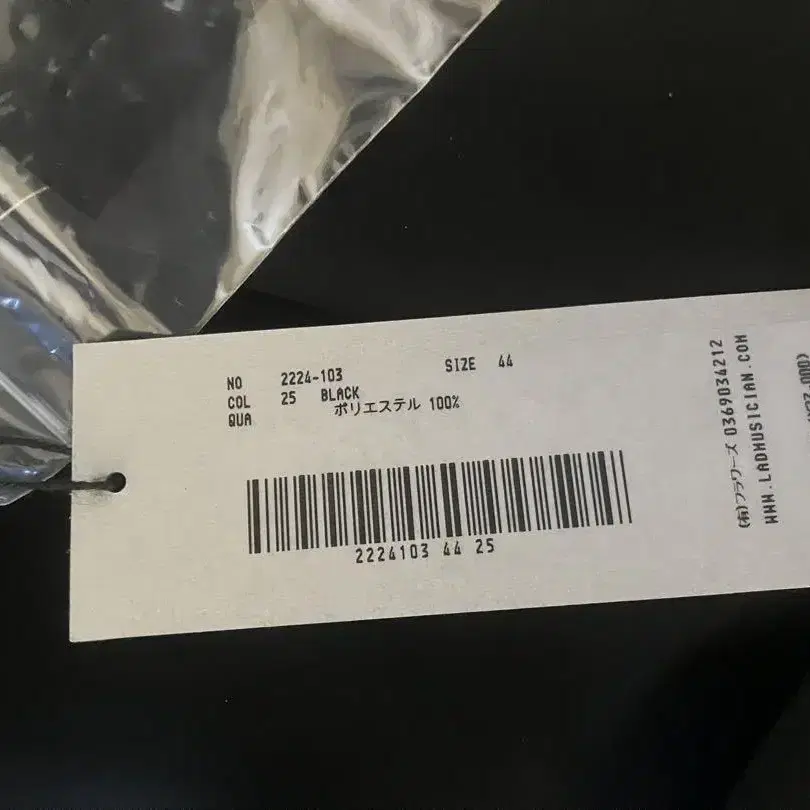 NO 2224-103 SIZE 44
COL 25 BLACK
QUA ポリエステル 100%
2224103 44 25
(有)フラワーズ 0369034212
WWW.LADMUSICIAN.COM